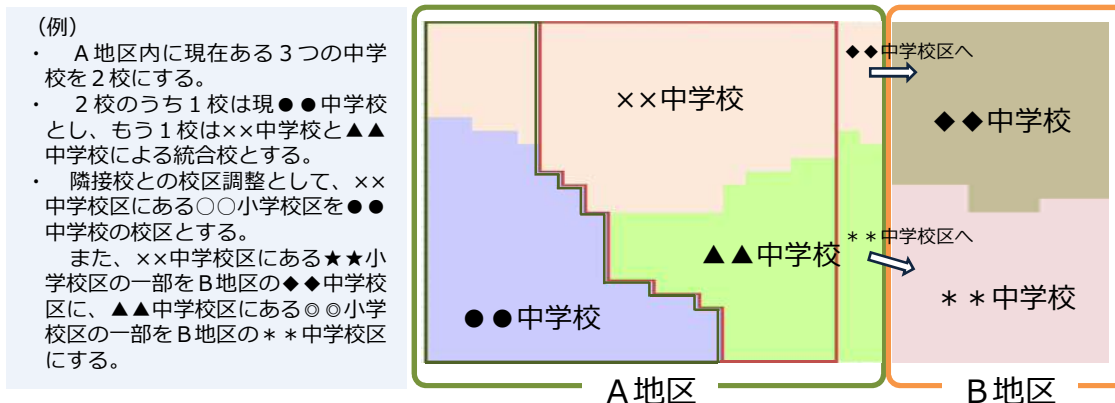 （例）
・　Ａ地区内に現在ある３つの中学
校を２校にする。
・　２校のうち１校は現●●中学校
とし、もう１校は××中学校と▲▲
中学校による統合校とする。
・　隣接校との校区調整として、××
中学校区にある○○小学校区を●●
中学校の校区とする。
また、××中学校区にある★★小
学校区の一部をＢ地区の◆◆中学校
区に、▲▲中学校区にある◎◎小学
校区の一部をＢ地区の＊＊中学校区
にする。
◆◆中学校区へ
××中学校
◆◆中学校
＊＊中学校区へ
▲▲中学校
＊＊中学校
●●中学校
Ａ地区
Ｂ地区